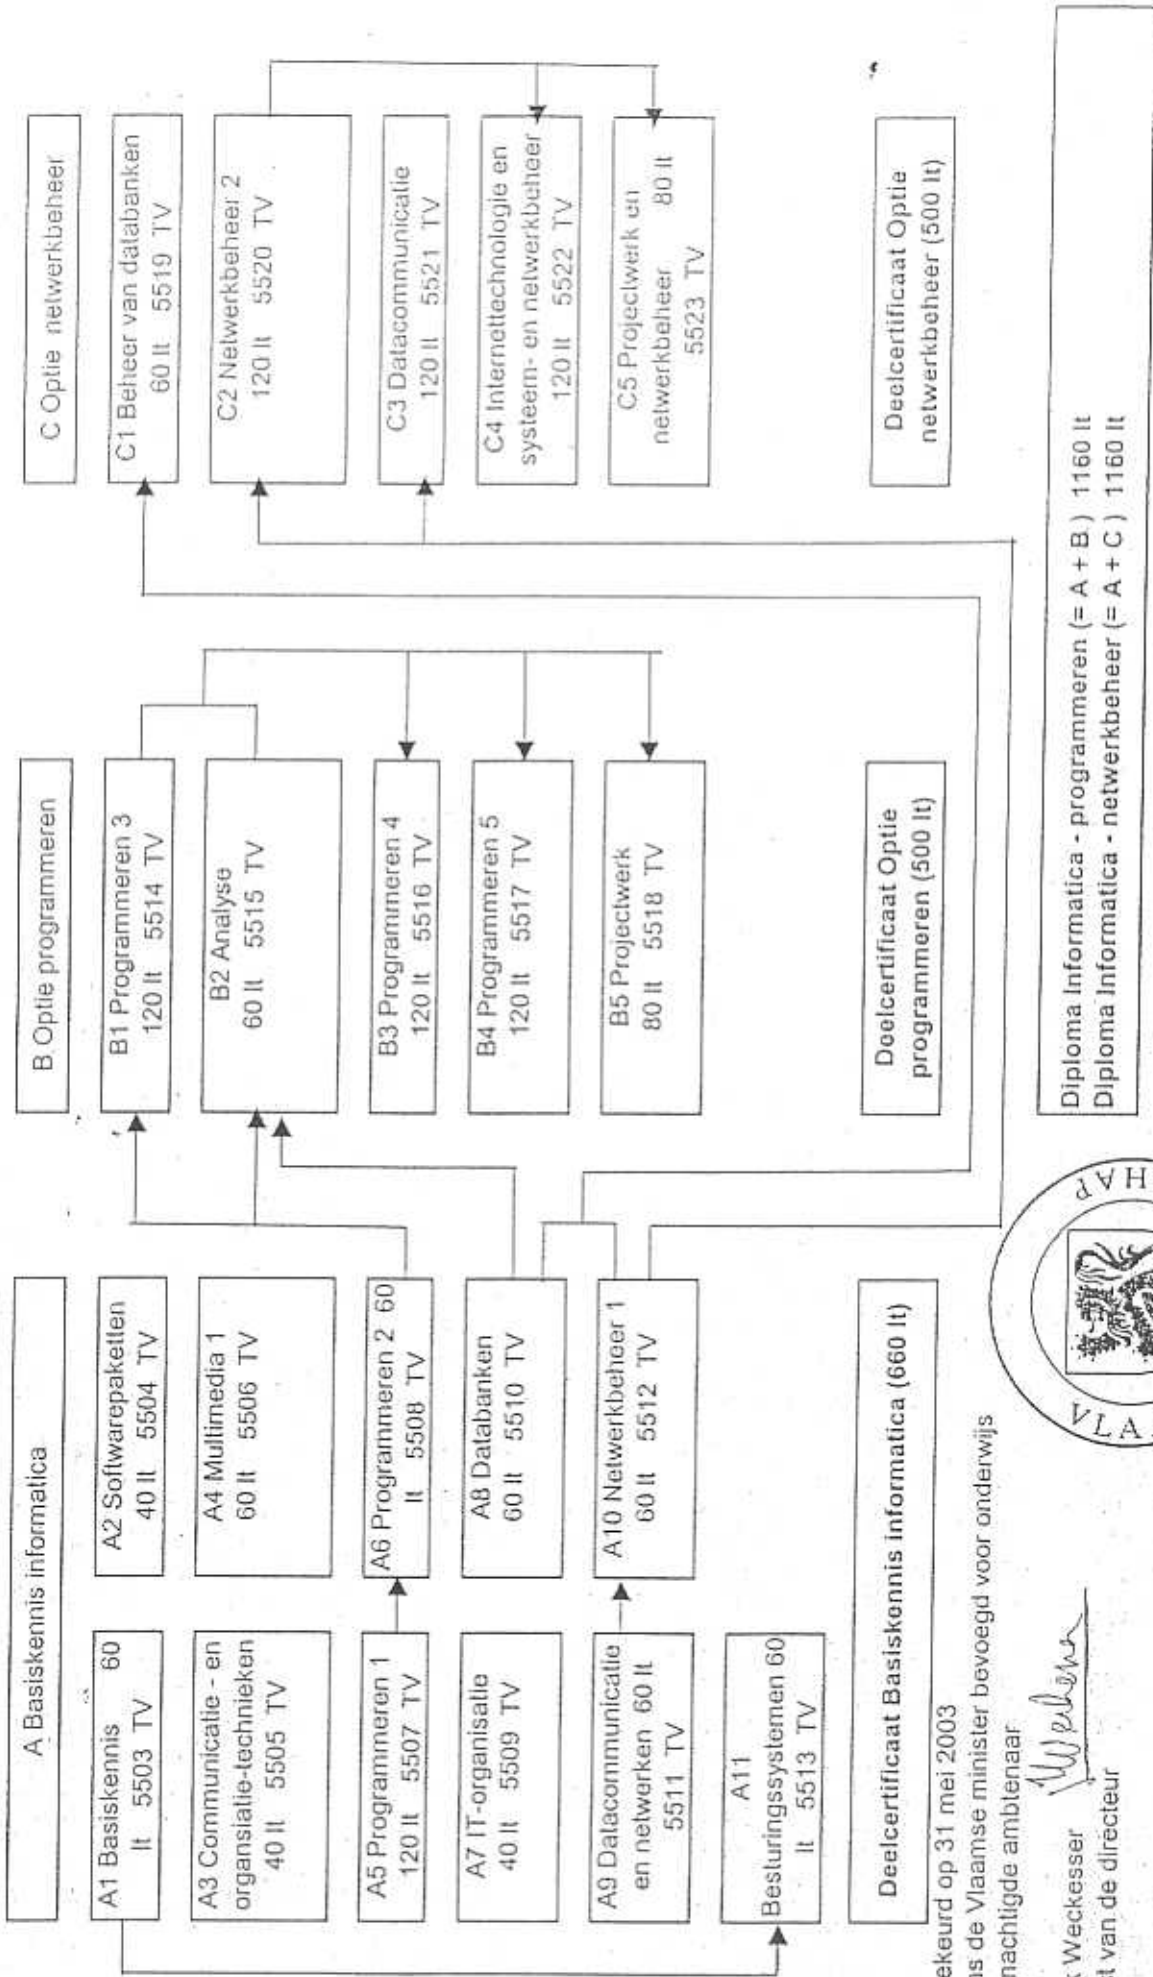 A Basiskennis informatica
A1 Basiskennis 60
lt 5503 TV
A2 Softwarepaketten
40 lt 5504 TV
A3 Communicatie - en
organsiatie-technieken
40 lt 5505 TV
A4 Multimedia 1
60 lt 5506 TV
A5 Programmeren 1
120 lt 5507 TV
A6 Programmeren 2 60
lt 5508 TV
A7 IT-organisatie
40 lt 5509 TV
A8 Databanken
60 lt 5510 TV
A9 Datacommunicatie
en netwerken 60 lt
5511 TV
A10 Netwerkbeheer 1
60 lt 5512 TV
A11
Besturingssystemen 60
lt 5513 TV
Deelcertificaat Basiskennis informatica (660 lt)
B Optie programmeren
B1 Programmeren 3
120 lt 5514 TV
B2 Analyse
60 lt 5515 TV
B3 Programmeren 4
120 lt 5516 TV
B4 Programmeren 5
120 lt 5517 TV
B5 Projectwerk
80 lt 5518 TV
Deelcertificaat Optie
programmeren (500 lt)
C Optie netwerkbeheer
C1 Beheer van databanken
60 lt 5519 TV
C2 Netwerkbeheer 2
120 lt 5520 TV
C3 Datacommunicatie
120 lt 5521 TV
C4 Internettechnologie en
systeem- en netwerkbeheer
120 lt 5522 TV
C5 Projectwerk en
netwerkbeheer 80 lt
5523 TV
Deelcertificaat Optie
netwerkbeheer (500 lt)
Diploma Informatica - programmeren (= A + B ) 1160 lt
Diploma Informatica - netwerkbeheer (= A + C ) 1160 lt
ekeurd op 31 mei 2003
ns de Vlaamse minister bevoegd voor onderwijs
nachtigde ambtenaar
k Weckesser
t van de directeur
VLA
HAP